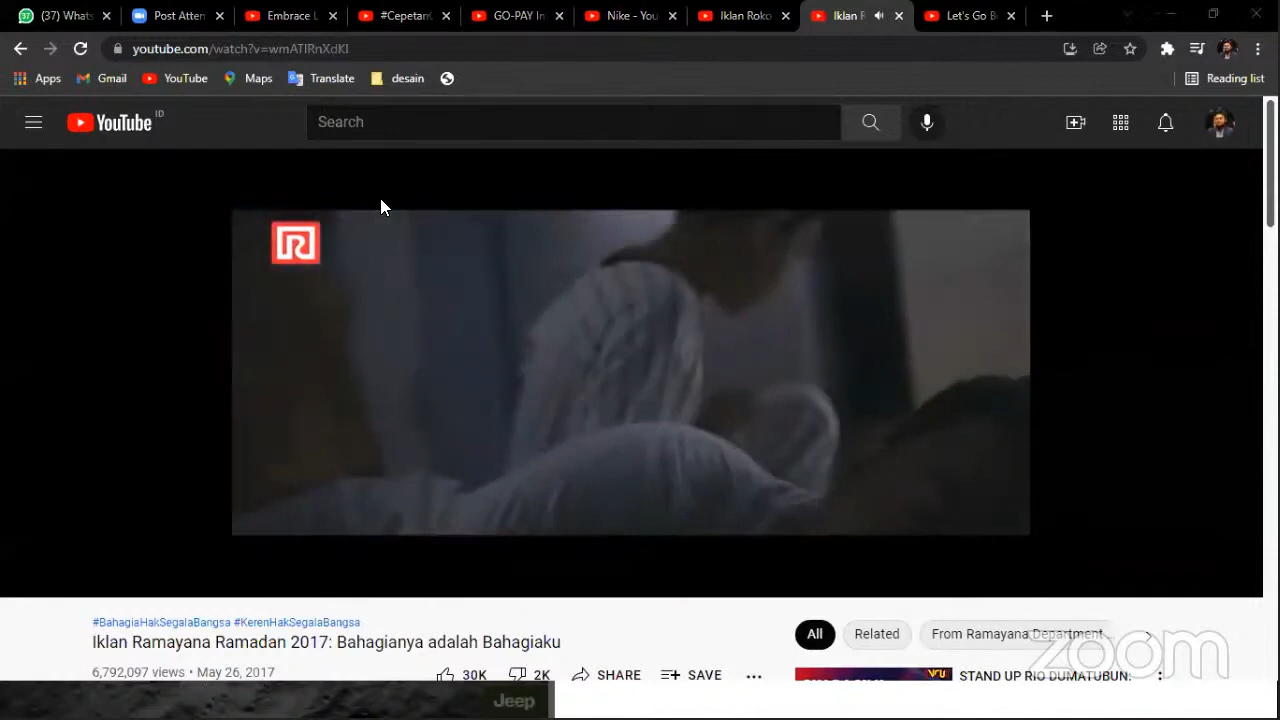 (37) Whats
Post Atten
Embrace L
#Cepetam
GO-PAY In
Nike - You
Iklan Roko
Iklan R
Let's Go B
youtube.com/watch?v=wmATlRnXdKI
Apps
Gmail
YouTube
Maps
Translate
desain
Reading list
YouTube ID
Search
#BahagiaHakSegalaBangsa #KerenHakSegalaBangsa
Iklan Ramayana Ramadan 2017: Bahagianya adalah Bahagiaku
6,792,097 views • May 26, 2017
30K
2K
SHARE
SAVE
All
Related
From Ramayana Department ...
zoom
STAND UP RIO DUMATUBUN:
Jeep